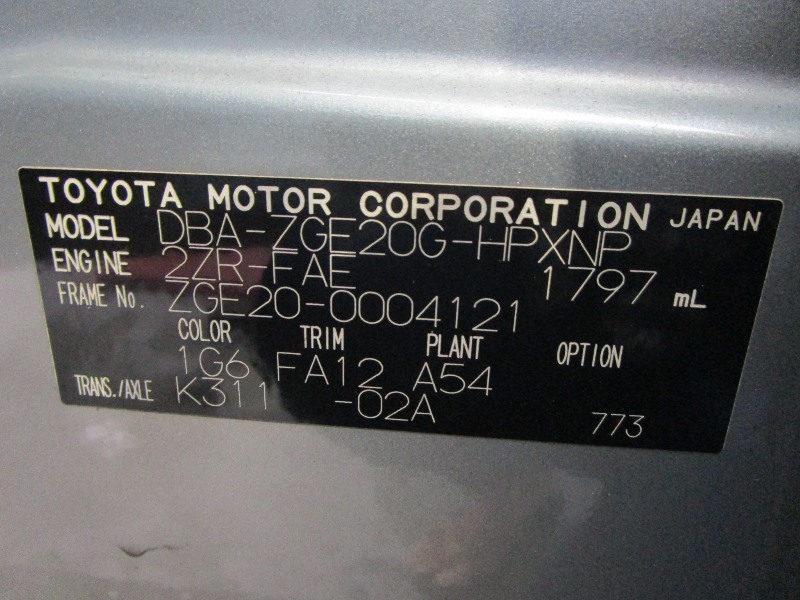 TOYOTA MOTOR CORPORATION JAPAN
MODEL DBA-ZGE20G-HPXNP
ENGINE 2ZR-FAE 1797 mL
FRAME No. ZGE20-0004121
COLOR TRIM PLANT OPTION
1G6 FA12 A54
TRANS./AXLE K311 -02A
773